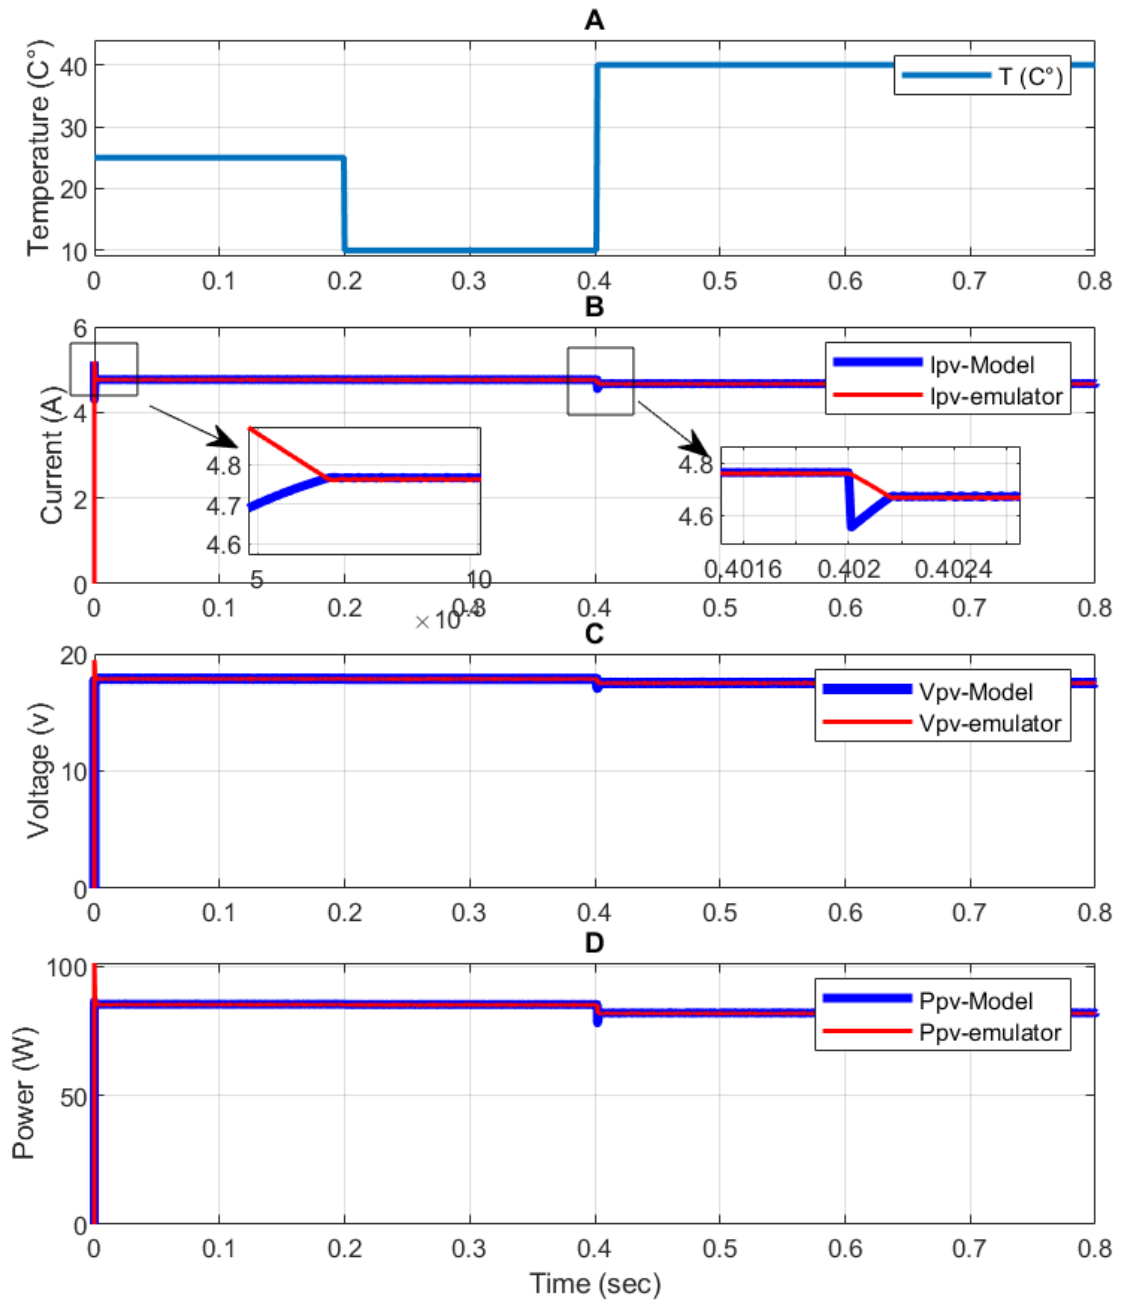 A
Temperature (C°)
40
30
20
10
T (C°)
0 0.1 0.2 0.3 0.4 0.5 0.6 0.7 0.8
B
Current (A)
6
4
2
0
Ipv-Model
Ipv-emulator
4.8
4.7
4.6
5 10
4.8
4.6
0.4016 0.402 0.4024
0 0.1 0.2 0.3 0.4 0.5 0.6 0.7 0.8
×10
C
Voltage (v)
20
10
0
Vpv-Model
Vpv-emulator
0 0.1 0.2 0.3 0.4 0.5 0.6 0.7 0.8
D
Power (W)
100
50
0
Ppv-Model
Ppv-emulator
0 0.1 0.2 0.3 0.4 0.5 0.6 0.7 0.8
Time (sec)